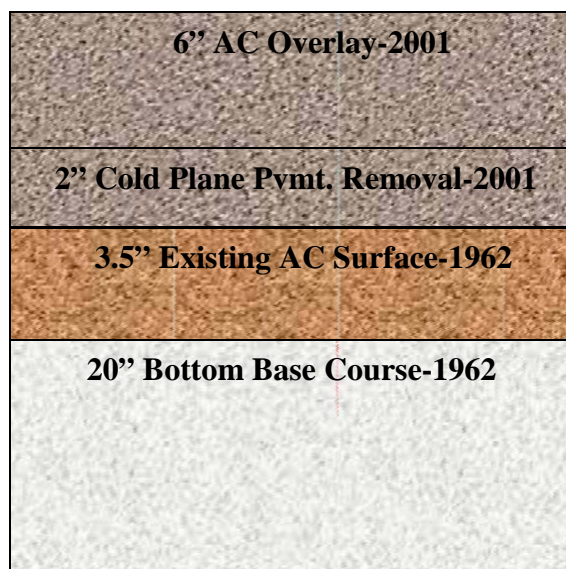 6” AC Overlay-2001
2” Cold Plane Pvmt. Removal-2001
3.5” Existing AC Surface-1962
20” Bottom Base Course-1962